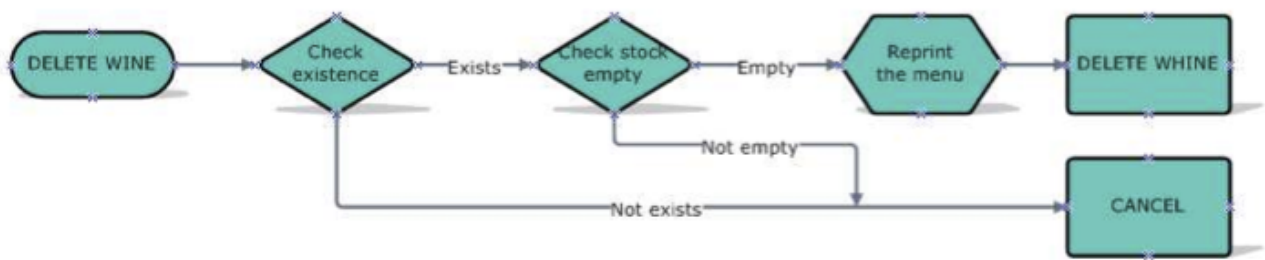 DELETE WINE
Check
existence
Exists
Check stock
empty
Empty
Reprint
the menu
DELETE WHINE
Not empty
Not exists
CANCEL